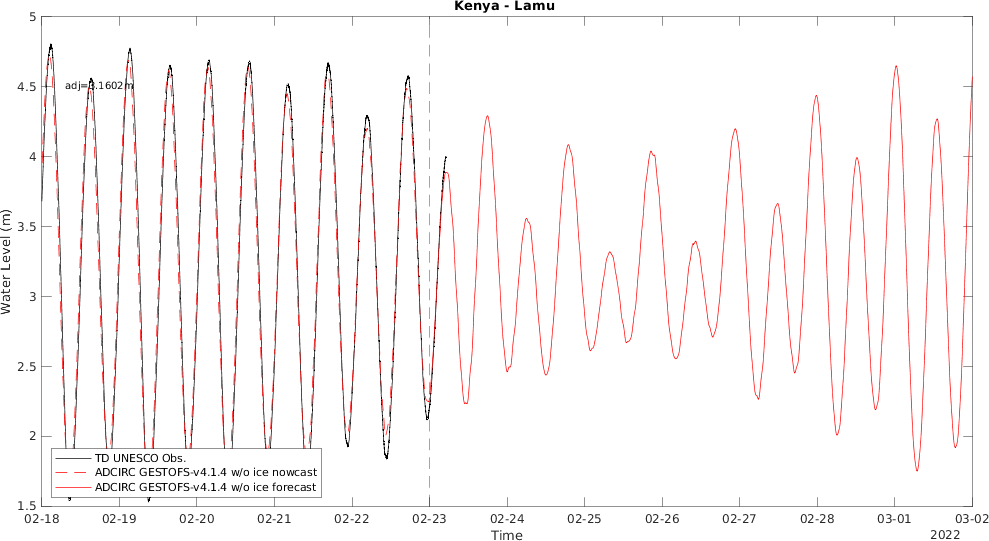 Kenya - Lamu
5
4.5
4
3.5
3
2.5
2
1.5
Water Level (m)
adj=3.1602m
TD UNESCO Obs.
ADCIRC GESTOFS-v4.1.4 w/o ice nowcast
ADCIRC GESTOFS-v4.1.4 w/o ice forecast
02-18 02-19 02-20 02-21 02-22 02-23 02-24 02-25 02-26 02-27 02-28 03-01 03-02
Time
2022